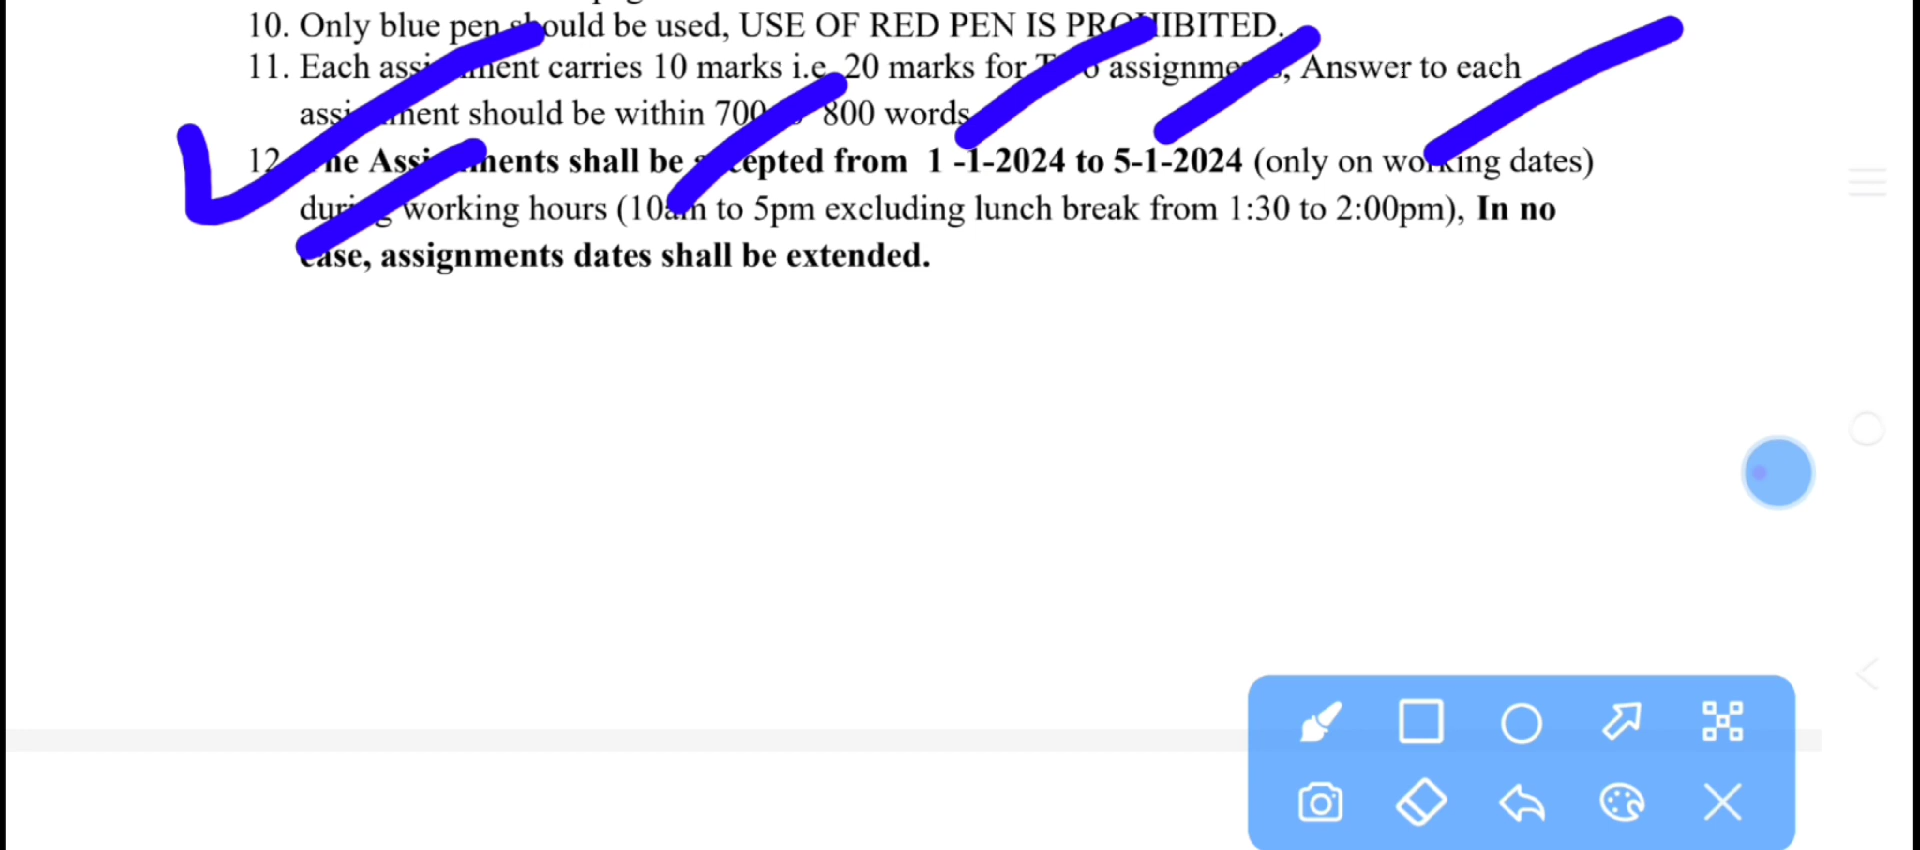 10. Only blue pen should be used, USE OF RED PEN IS PROHIBITED.
11. Each assignment carries 10 marks i.e. 20 marks for Two assignments, Answer to each
assignment should be within 700 800 words
12. The Assignments shall be accepted from 1 -1-2024 to 5-1-2024 (only on working dates)
during working hours (10am to 5pm excluding lunch break from 1:30 to 2:00pm), In no
case, assignments dates shall be extended.